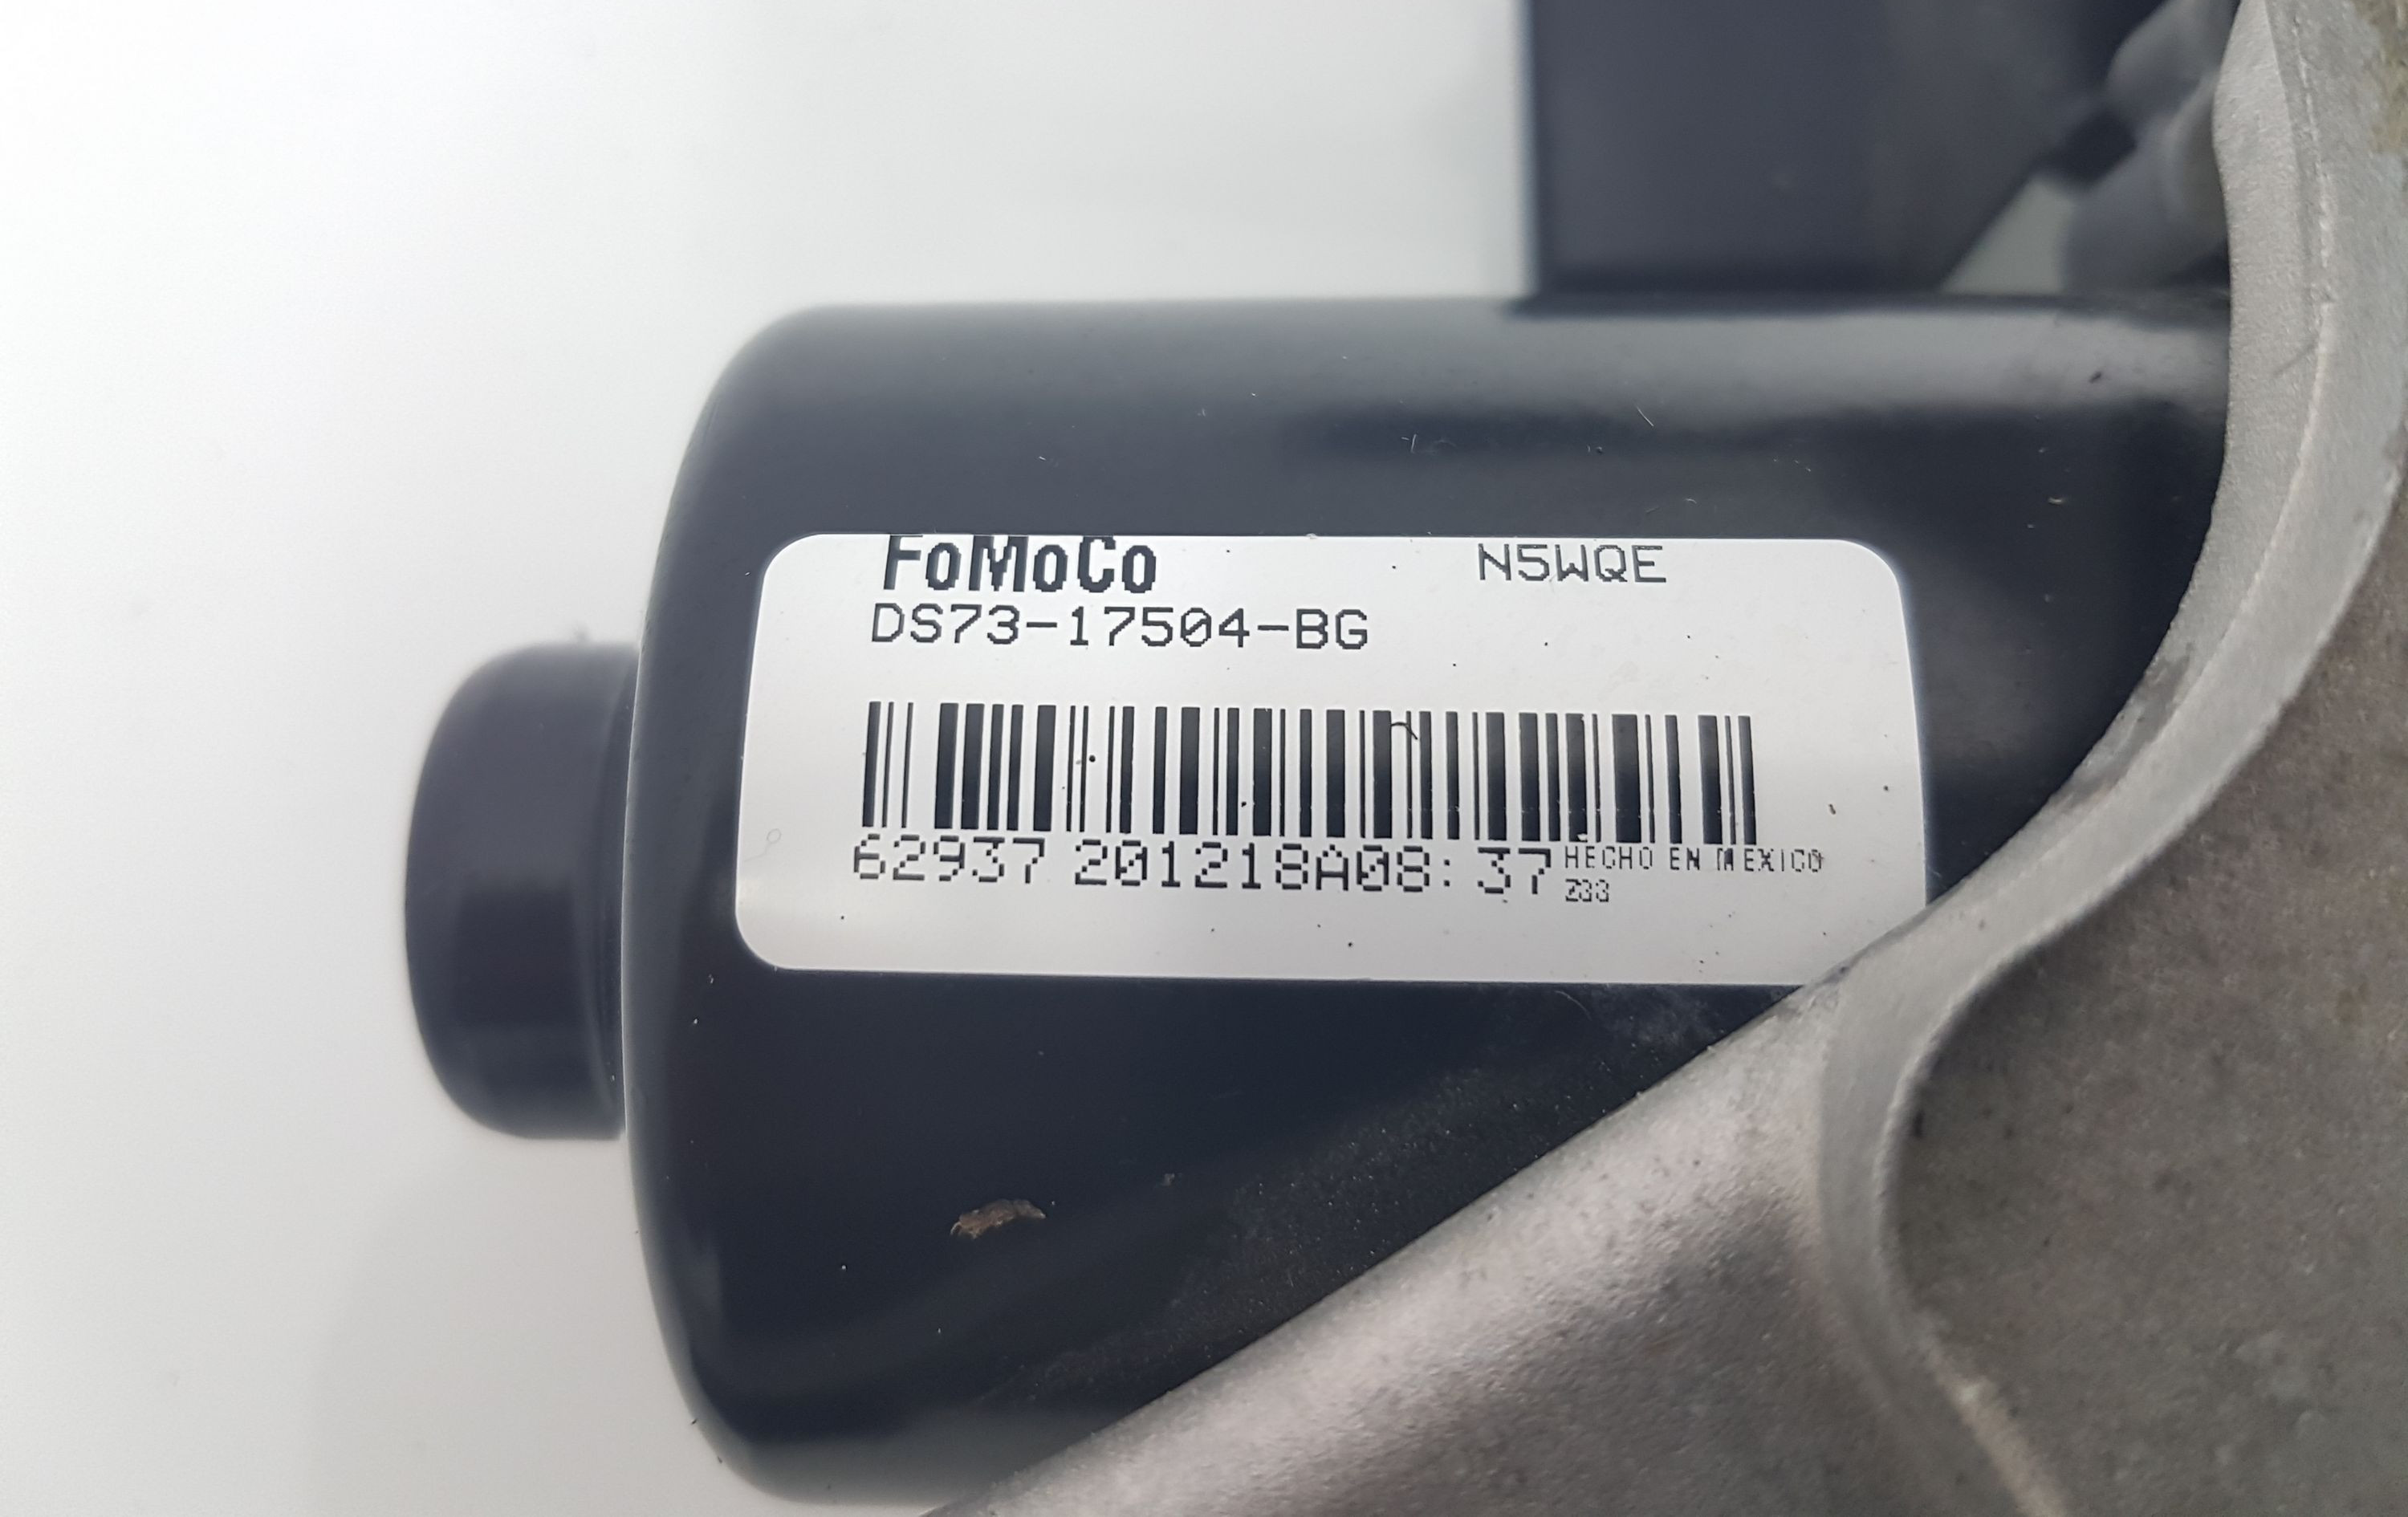 FoMoCo N5WQE
DS73-17504-BG
62937 201218A08:37 HECHO EN MEXICO
Z33